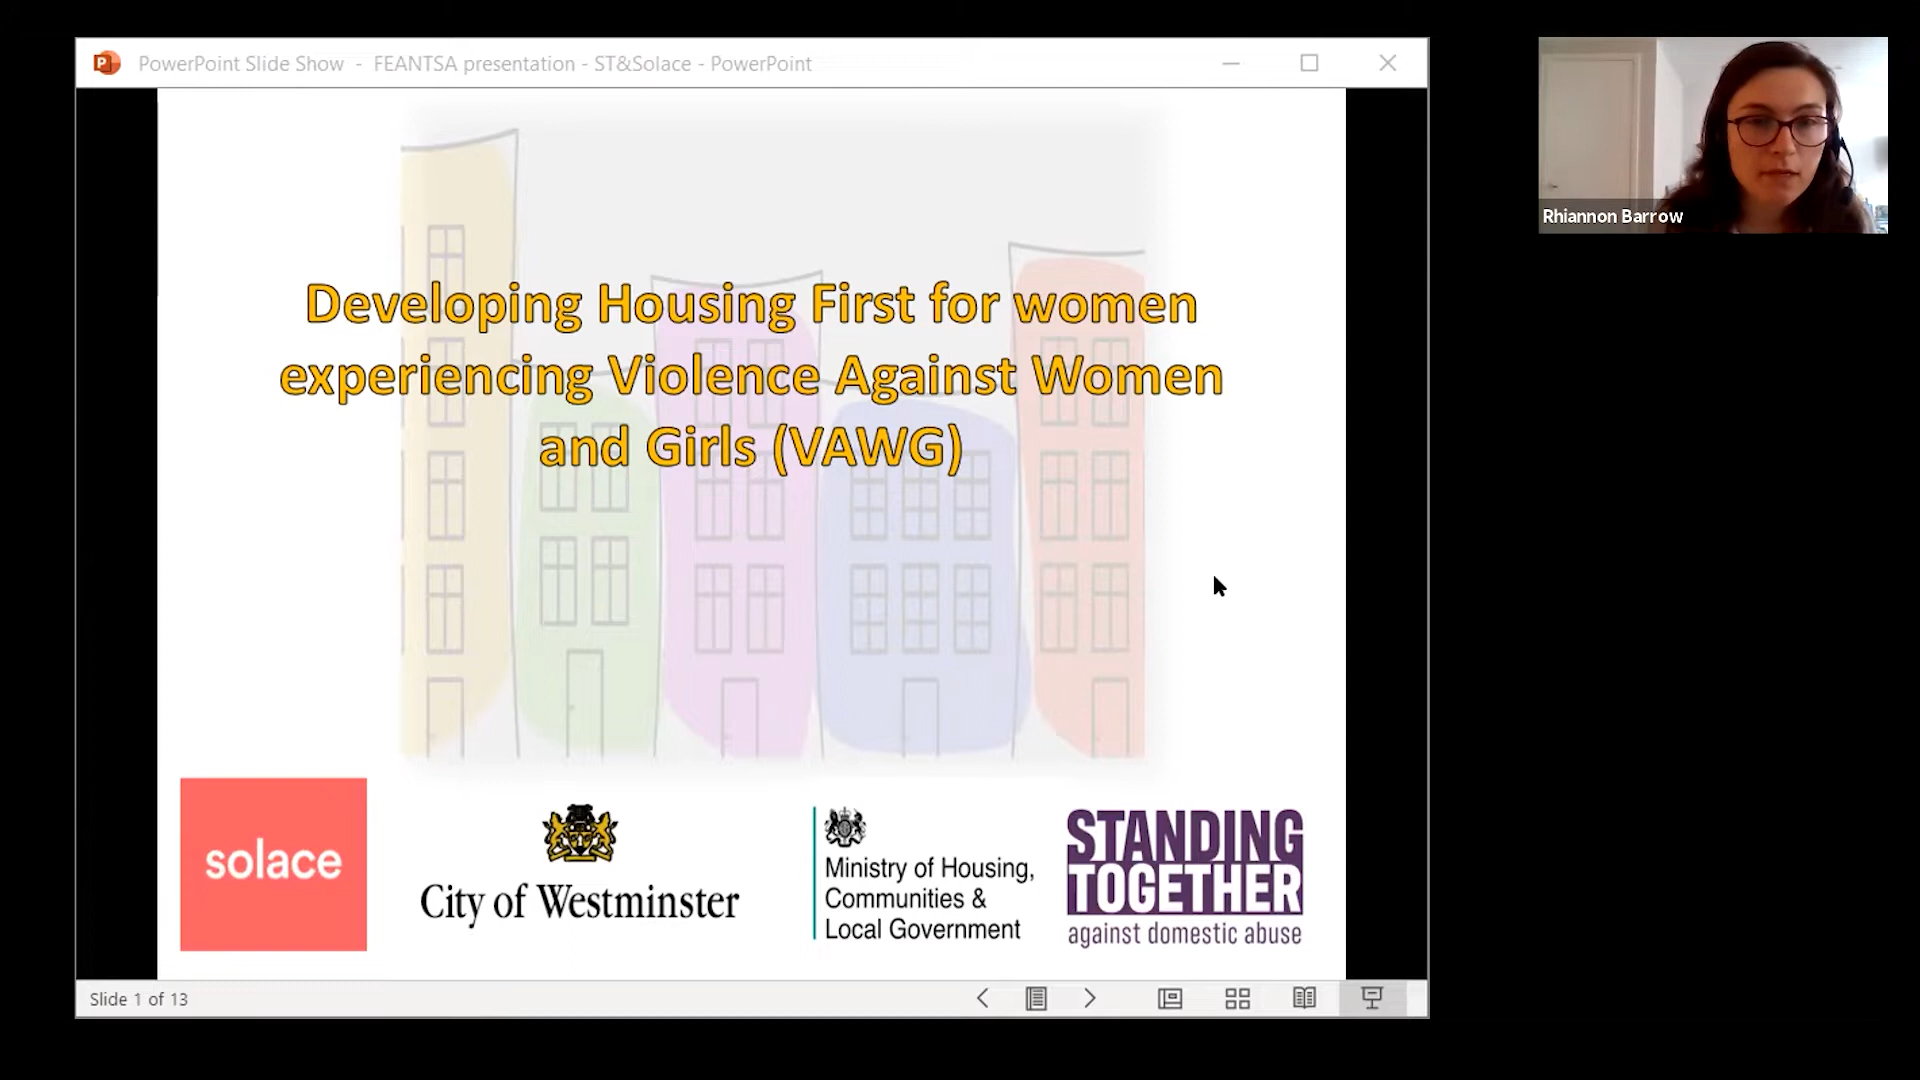 PowerPoint Slide Show - FEANTSA presentation - ST&Solace - PowerPoint
Rhiannon Barrow
Developing Housing First for women
experiencing Violence Against Women
and Girls (VAWG)
solace
City of Westminster
Ministry of Housing,
Communities &
Local Government
STANDING
TOGETHER
against domestic abuse
Slide 1 of 13